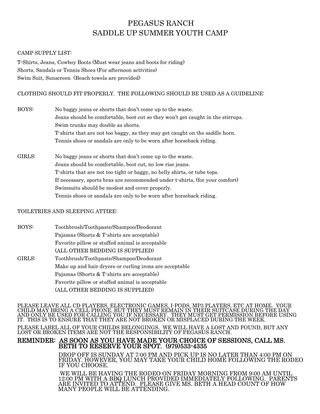 PEGASUS RANCH
SADDLE UP SUMMER YOUTH CAMP
CAMP SUPPLY LIST:
T-Shirts, Jeans, Cowboy Boots (Must wear jeans and boots for riding)
Shorts, Sandals or Tennis Shoes (For afternoon activities)
Swim Suit, Sunscreen (Beach towels are provided)
CLOTHING SHOULD FIT PROPERLY. THE FOLLOWING SHOULD BE USED AS A GUIDELINE:
BOYS: No baggy jeans or shorts that don't come up to the waist.
Jeans should be comfortable, boot cut so they won't get caught in the stirrups.
Swim trunks may double as shorts.
T-shirts that are not too baggy, as they may get caught on the saddle horn.
Tennis shoes or sandals are only to be worn after horseback riding.
GIRLS: No baggy jeans or shorts that don't come up to the waist.
Jeans should be comfortable, boot cut, no low rise jeans.
T-shirts that are not too tight or baggy, no belly shirts, or tube tops.
If necessary, sports bras are recommended under t-shirts, (for your comfort)
Swimsuits should be modest and cover properly.
Tennis shoes or sandals are only to be worn after horseback riding.
TOILETRIES AND SLEEPING ATTIRE:
BOYS: Toothbrush/Toothpaste/Shampoo/Deodorant
Pajamas (Shorts & T-shirts are acceptable)
Favorite pillow or stuffed animal is acceptable
(ALL OTHER BEDDING IS SUPPLIED)
GIRLS: Toothbrush/Toothpaste/Shampoo/Deodorant
Make up and hair dryers or curling irons are acceptable
Pajamas (Shorts & T-shirts are acceptable)
Favorite pillow or stuffed animal is acceptable
(ALL OTHER BEDDING IS SUPPLIED)
PLEASE LEAVE ALL CD PLAYERS, ELECTRONIC GAMES, I-PODS, MP3 PLAYERS, ETC AT HOME. YOUR
CHILD MAY BRING A CELL PHONE, BUT THEY MUST REMAIN IN THEIR SUITCASE DURING THE DAY
AND ONLY BE USED FOR CALLING YOU IF NECESSARY. THEY MUST GET PERMISSION BEFORE USING
IT. THIS IS TO ENSURE THAT THEY ARE NOT BROKEN OR MISPLACED DURING THE WEEK.
PLEASE LABEL ALL OF YOUR CHILDS BELONGINGS. WE WILL HAVE A LOST AND FOUND, BUT ANY
LOST OR BROKEN ITEMS ARE NOT THE RESPONSIBILITY OF PEGASUS RANCH.
REMINDER: AS SOON AS YOU HAVE MADE YOUR CHOICE OF SESSIONS, CALL MS.
BETH TO RESERVE YOUR SPOT. (979)533-4335
DROP OFF IS SUNDAY AT 2:00 PM AND PICK UP IS NO LATER THAN 4:00 PM ON
FRIDAY. HOWEVER, YOU MAY TAKE YOUR CHILD HOME FOLLOWING THE RODEO
IF YOU CHOOSE.
WE WILL BE HAVING THE RODEO ON FRIDAY MORNING FROM 9:00 AM UNTIL
12:00 PM WITH A BBQ LUNCH PROVIDED IMMEDIATELY FOLLOWING. PARENTS
ARE INVITED TO ATTEND. PLEASE GIVE MS. BETH A HEAD COUNT OF HOW
MANY PEOPLE WILL BE ATTENDING.